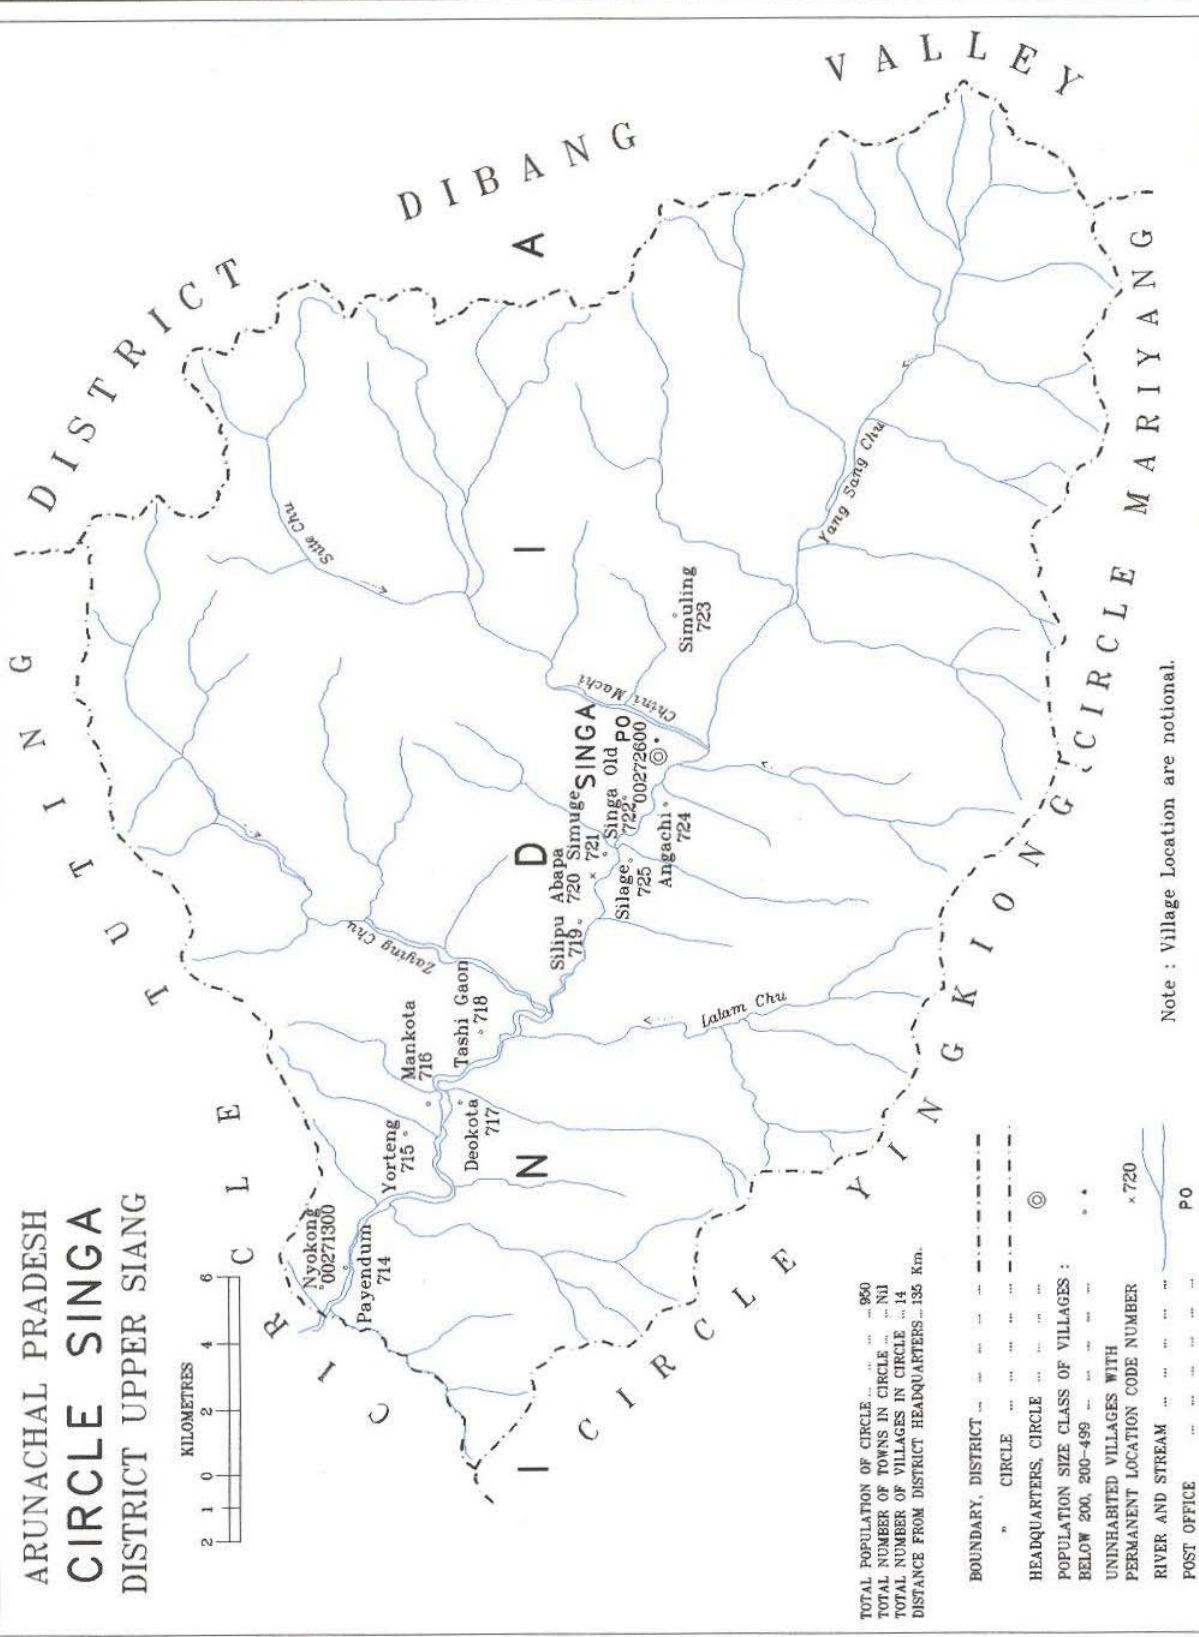 ARUNACHAL PRADESH
CIRCLE SINGA
DISTRICT UPPER SIANG
KILOMETRES
2 1 0 2 4 6
CIRCLE TUTING
DISTRICT DIBANG VALLEY
CIRCLE MARIYANG
CIRCLE YINGKIONG
INDIA
Nyokong
00271300
Payendum
714
Yorteng
715
Mankota
716
Deokota
717
Tashi Gaon
718
Silipu
719
Abapa
720
Simuge
721
SINGA
Singa Old
722
PO
00272600
Simuling
723
Angachi
724
Silage
725
Zaying Chu
Sitte Chu
Chini Machi
Yang Sang Chu
Lalam Chu
TOTAL POPULATION OF CIRCLE ... ... ... 950
TOTAL NUMBER OF TOWNS IN CIRCLE ... Nil
TOTAL NUMBER OF VILLAGES IN CIRCLE ... 14
DISTANCE FROM DISTRICT HEADQUARTERS ... 135 Km.
BOUNDARY, DISTRICT ... ... ... ... ...
" CIRCLE ... ... ... ... ...
HEADQUARTERS, CIRCLE ... ... ... ...
POPULATION SIZE CLASS OF VILLAGES :
BELOW 200, 200-499 ... ... ... ... ...
UNINHABITED VILLAGES WITH
PERMANENT LOCATION CODE NUMBER × 720
RIVER AND STREAM ... ... ... ... ...
POST OFFICE ... ... ... ... ... PO
Note : Village Location are notional.